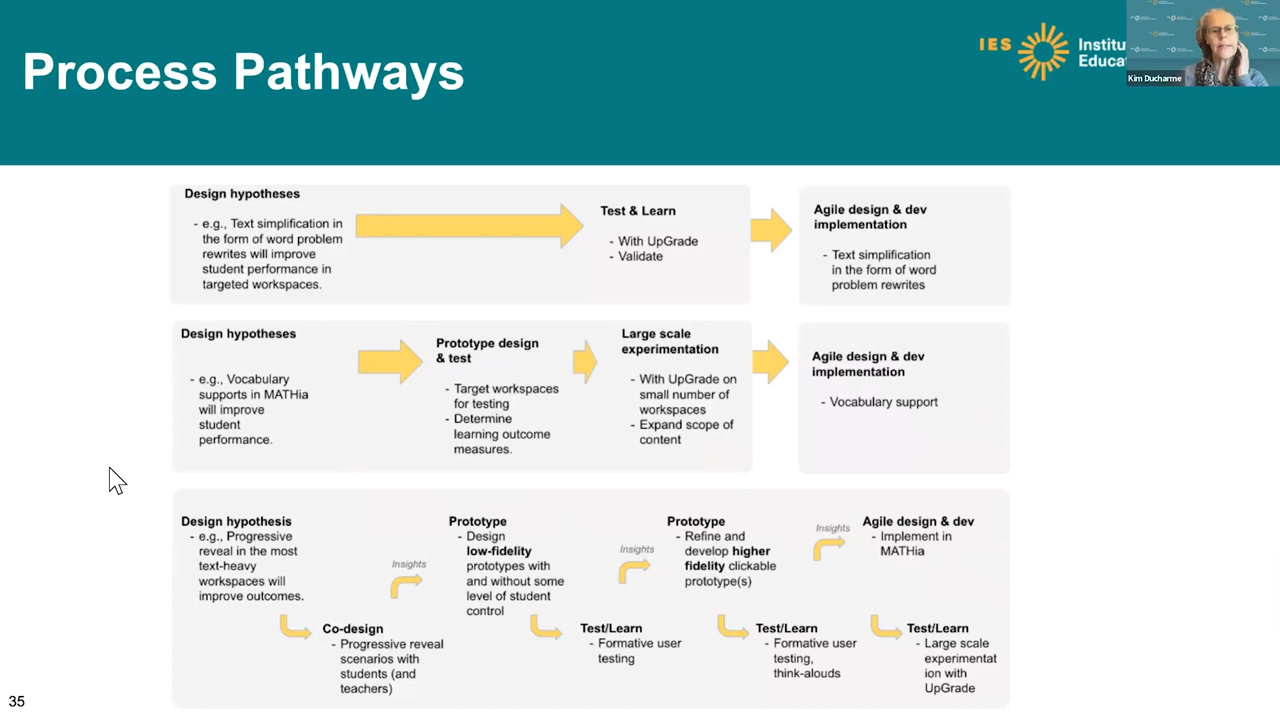 Process Pathways
IES
Institu
Educa
Kim Ducharme
Design hypotheses
- e.g., Text simplification in
the form of word problem
rewrites will improve
student performance in
targeted workspaces.
Test & Learn
- With UpGrade
- Validate
Agile design & dev
implementation
- Text simplification
in the form of word
problem rewrites
Design hypotheses
- e.g., Vocabulary
supports in MATHia
will improve
student
performance.
Prototype design
& test
- Target workspaces
for testing
- Determine
learning outcome
measures.
Large scale
experimentation
- With UpGrade on
small number of
workspaces
- Expand scope of
content
Agile design & dev
implementation
- Vocabulary support
Design hypothesis
- e.g., Progressive
reveal in the most
text-heavy
workspaces will
improve outcomes.
Co-design
- Progressive reveal
scenarios with
students (and
teachers)
Insights
Prototype
- Design
low-fidelity
prototypes with
and without some
level of student
control
Test/Learn
- Formative user
testing
Insights
Prototype
- Refine and
develop higher
fidelity clickable
prototype(s)
Test/Learn
- Formative user
testing,
think-alouds
Insights
Agile design & dev
- Implement in
MATHia
Test/Learn
- Large scale
experimentat
ion with
UpGrade
35